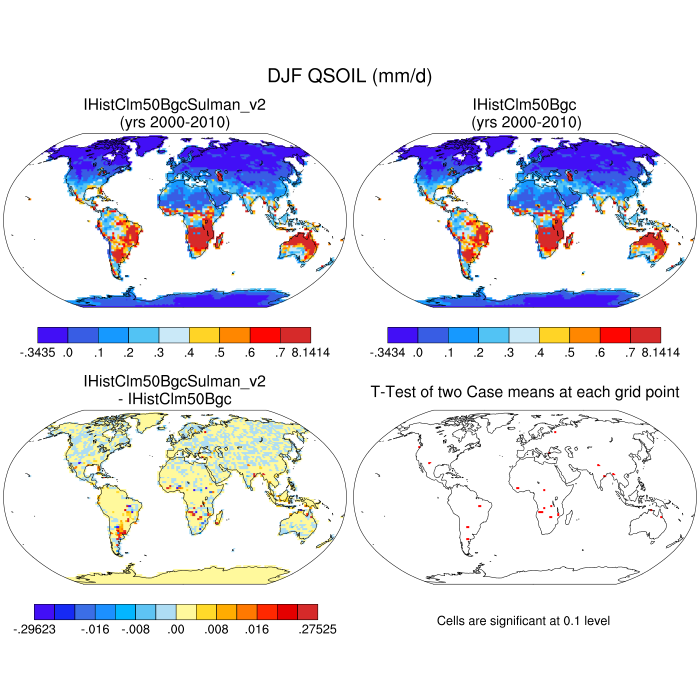 DJF QSOIL (mm/d)
IHistClm50BgcSulman_v2
(yrs 2000-2010)
IHistClm50Bgc
(yrs 2000-2010)
-.3435 .0 .1 .2 .3 .4 .5 .6 .7 8.1414
-.3434 .0 .1 .2 .3 .4 .5 .6 .7 8.1414
IHistClm50BgcSulman_v2
- IHistClm50Bgc
T-Test of two Case means at each grid point
-.29623 -.016 -.008 .00 .008 .016 .27525
Cells are significant at 0.1 level